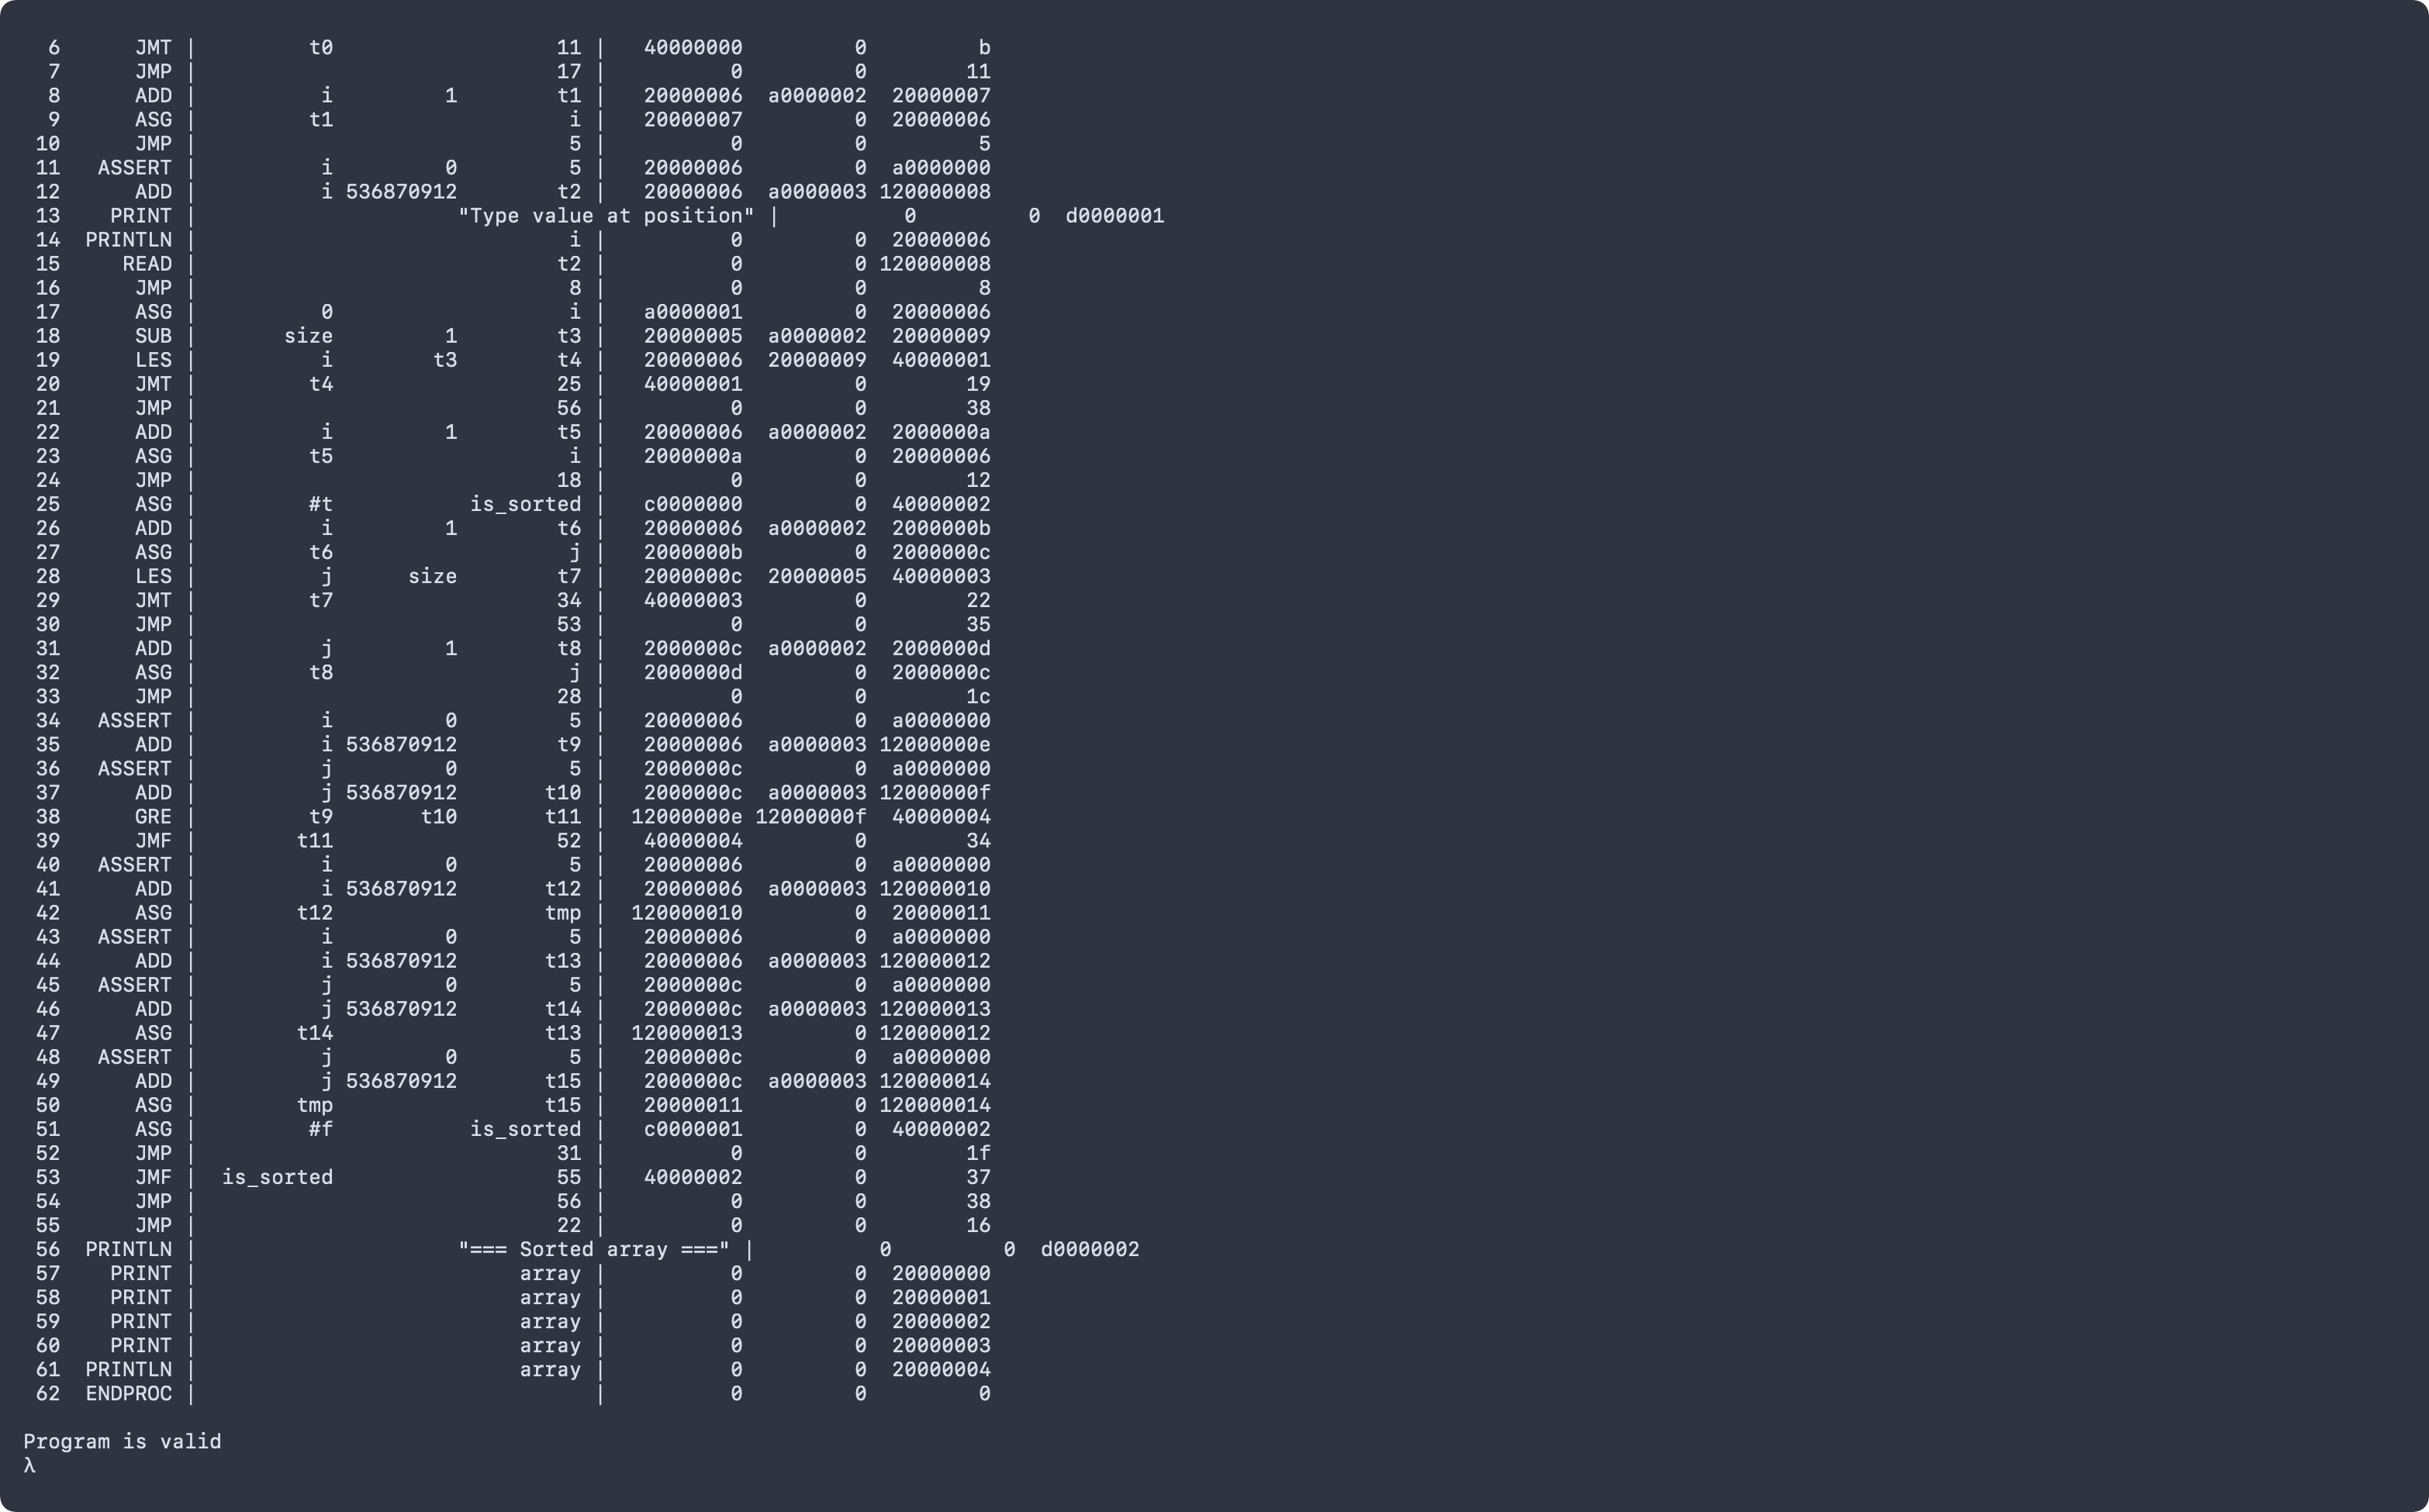 6 JMT | t0 11 | 40000000 0 b
7 JMP | 17 | 0 0 11
8 ADD | i 1 t1 | 20000006 a0000002 20000007
9 ASG | t1 i | 20000007 0 20000006
10 JMP | 5 | 0 0 5
11 ASSERT | i 0 5 | 20000006 0 a0000000
12 ADD | i 536870912 t2 | 20000006 a0000003 120000008
13 PRINT | "Type value at position" | 0 0 d0000001
14 PRINTLN | i | 0 0 20000006
15 READ | t2 | 0 0 120000008
16 JMP | 8 | 0 0 8
17 ASG | 0 i | a0000001 0 20000006
18 SUB | size 1 t3 | 20000005 a0000002 20000009
19 LES | i t3 t4 | 20000006 20000009 40000001
20 JMT | t4 25 | 40000001 0 19
21 JMP | 56 | 0 0 38
22 ADD | i 1 t5 | 20000006 a0000002 2000000a
23 ASG | t5 i | 2000000a 0 20000006
24 JMP | 18 | 0 0 12
25 ASG | #t is_sorted | c0000000 0 40000002
26 ADD | i 1 t6 | 20000006 a0000002 2000000b
27 ASG | t6 j | 2000000b 0 2000000c
28 LES | j size t7 | 2000000c 20000005 40000003
29 JMT | t7 34 | 40000003 0 22
30 JMP | 53 | 0 0 35
31 ADD | j 1 t8 | 2000000c a0000002 2000000d
32 ASG | t8 j | 2000000d 0 2000000c
33 JMP | 28 | 0 0 1c
34 ASSERT | i 0 5 | 20000006 0 a0000000
35 ADD | i 536870912 t9 | 20000006 a0000003 12000000e
36 ASSERT | j 0 5 | 2000000c 0 a0000000
37 ADD | j 536870912 t10 | 2000000c a0000003 12000000f
38 GRE | t9 t10 t11 | 12000000e 12000000f 40000004
39 JMF | t11 52 | 40000004 0 34
40 ASSERT | i 0 5 | 20000006 0 a0000000
41 ADD | i 536870912 t12 | 20000006 a0000003 120000010
42 ASG | t12 tmp | 120000010 0 20000011
43 ASSERT | i 0 5 | 20000006 0 a0000000
44 ADD | i 536870912 t13 | 20000006 a0000003 120000012
45 ASSERT | j 0 5 | 2000000c 0 a0000000
46 ADD | j 536870912 t14 | 2000000c a0000003 120000013
47 ASG | t14 t13 | 120000013 0 120000012
48 ASSERT | j 0 5 | 2000000c 0 a0000000
49 ADD | j 536870912 t15 | 2000000c a0000003 120000014
50 ASG | tmp t15 | 20000011 0 120000014
51 ASG | #f is_sorted | c0000001 0 40000002
52 JMP | 31 | 0 0 1f
53 JMF | is_sorted 55 | 40000002 0 37
54 JMP | 56 | 0 0 38
55 JMP | 22 | 0 0 16
56 PRINTLN | "=== Sorted array ===" | 0 0 d0000002
57 PRINT | array | 0 0 20000000
58 PRINT | array | 0 0 20000001
59 PRINT | array | 0 0 20000002
60 PRINT | array | 0 0 20000003
61 PRINTLN | array | 0 0 20000004
62 ENDPROC | | 0 0 0
Program is valid
λ